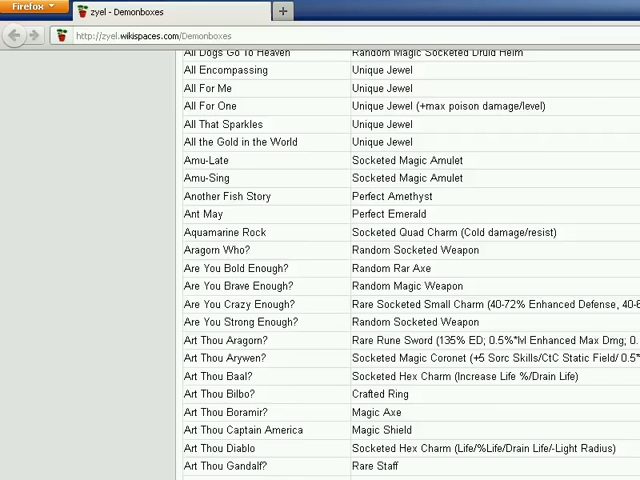 Firefox
zyel - Demonboxes
http://zyel.wikispaces.com/Demonboxes
All Dogs Go To Heaven Random Magic Socketed Druid Helm
All Encompassing Unique Jewel
All For Me Unique Jewel
All For One Unique Jewel (+max poison damage/level)
All That Sparkles Unique Jewel
All the Gold in the World Unique Jewel
Amu-Late Socketed Magic Amulet
Amu-Sing Socketed Magic Amulet
Another Fish Story Perfect Amethyst
Ant May Perfect Emerald
Aquamarine Rock Socketed Quad Charm (Cold damage/resist)
Aragorn Who? Random Socketed Weapon
Are You Bold Enough? Random Rar Axe
Are You Brave Enough? Random Magic Weapon
Are You Crazy Enough? Rare Socketed Small Charm (40-72% Enhanced Defense, 40-6
Are You Strong Enough? Random Socketed Weapon
Art Thou Aragorn? Rare Rune Sword (135% ED; 0.5%*lvl Enhanced Max Dmg; 0.
Art Thou Arywen? Socketed Magic Coronet (+5 Sorc Skills/CtC Static Field/ 0.5*
Art Thou Baal? Socketed Hex Charm (Increase Life %/Drain Life)
Art Thou Bilbo? Crafted Ring
Art Thou Boramir? Magic Axe
Art Thou Captain America Magic Shield
Art Thou Diablo Socketed Hex Charm (Life/%Life/Drain Life/-Light Radius)
Art Thou Gandalf? Rare Staff